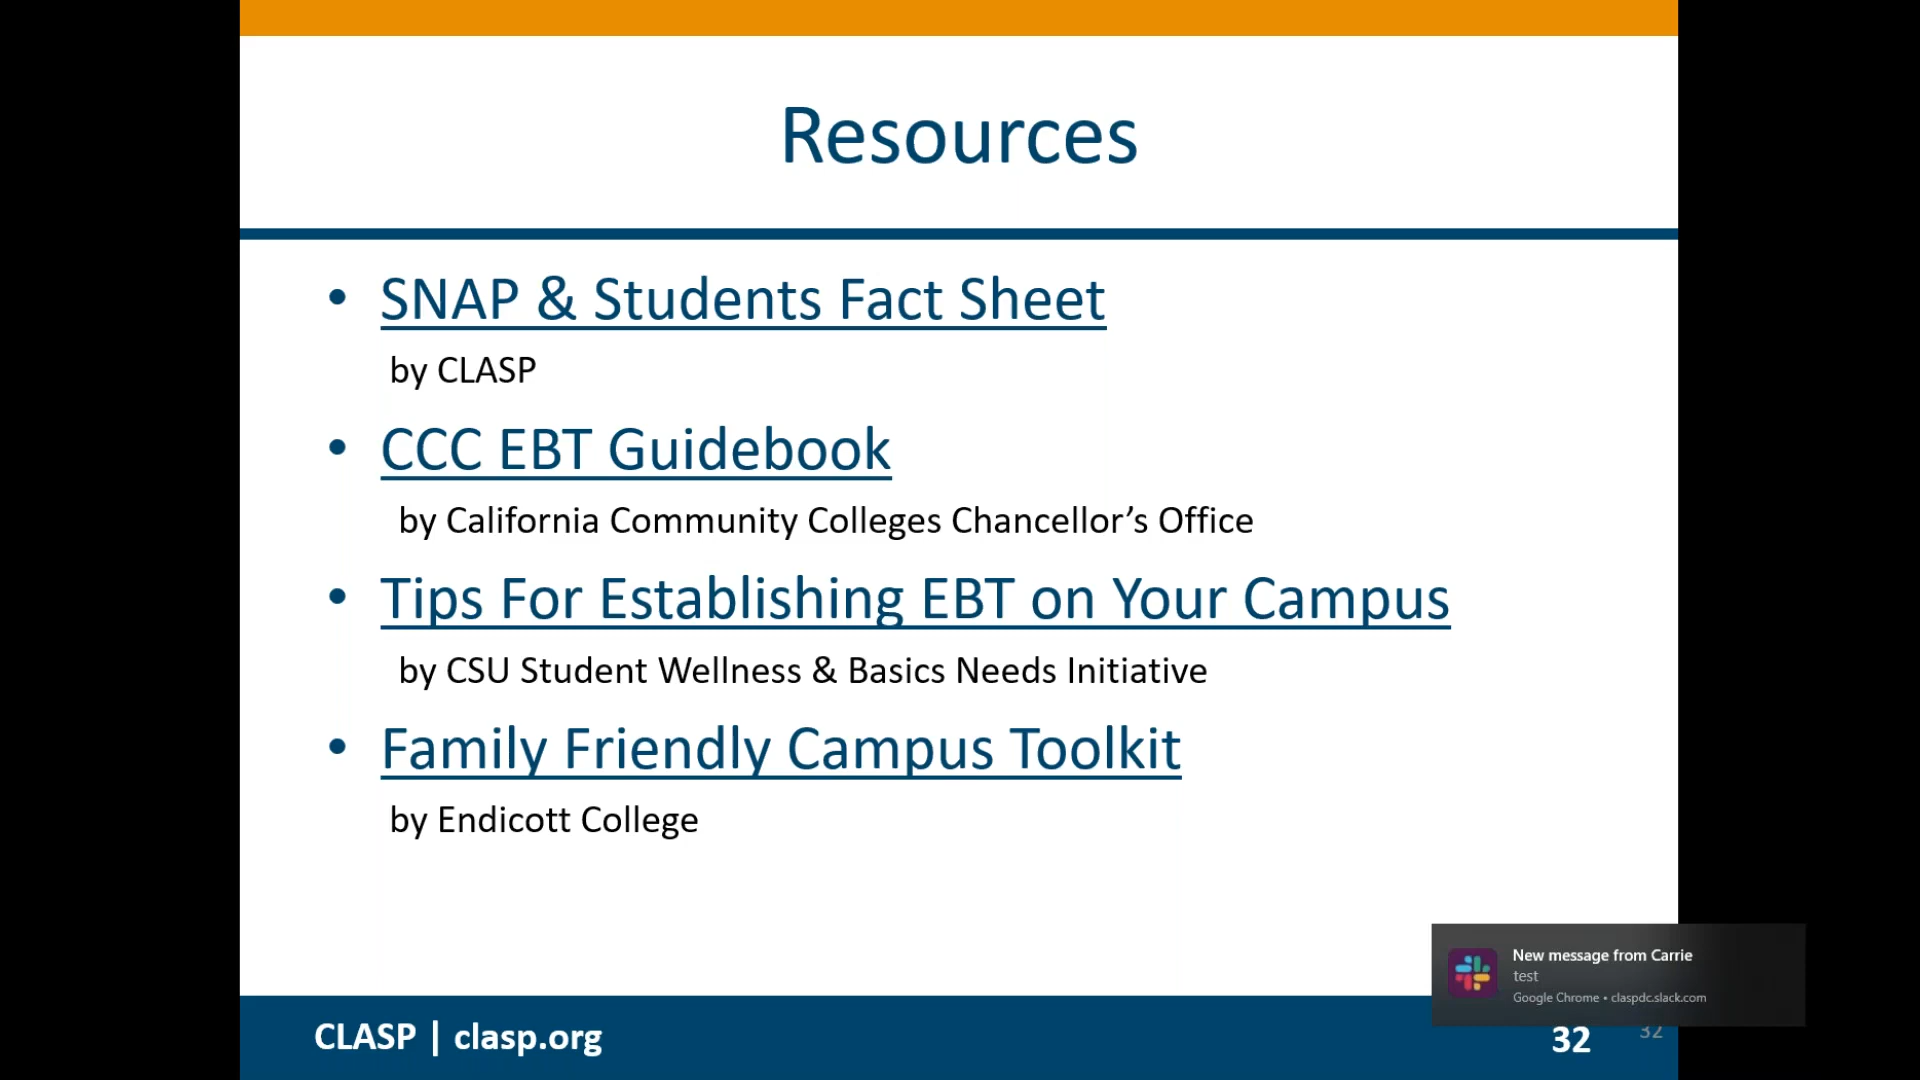 Resources
• SNAP & Students Fact Sheet
by CLASP
• CCC EBT Guidebook
by California Community Colleges Chancellor’s Office
• Tips For Establishing EBT on Your Campus
by CSU Student Wellness & Basics Needs Initiative
• Family Friendly Campus Toolkit
by Endicott College
New message from Carrie
test
Google Chrome • claspdc.slack.com
CLASP | clasp.org
32
32